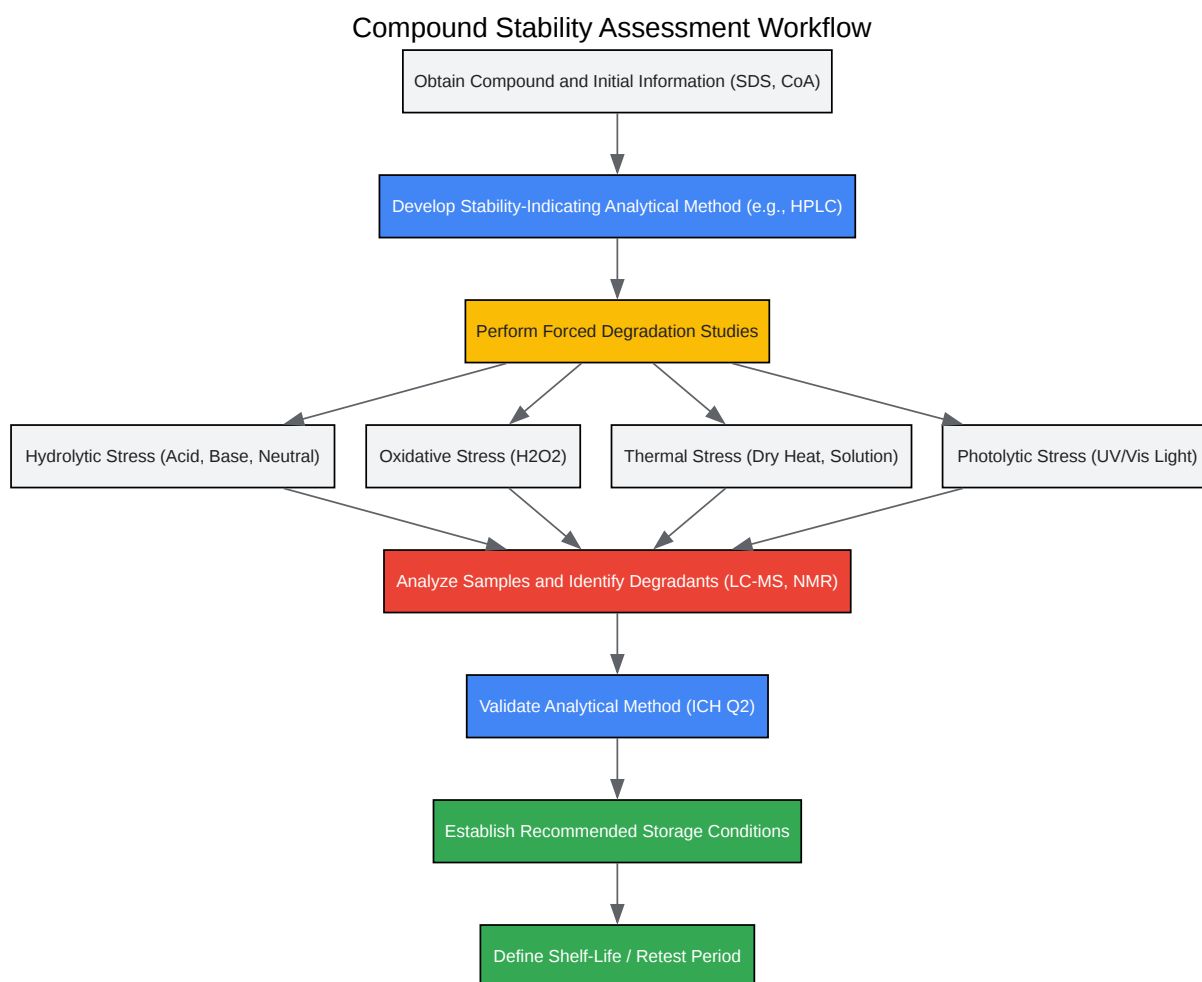 Compound Stability Assessment Workflow
Obtain Compound and Initial Information (SDS, CoA)
Develop Stability-Indicating Analytical Method (e.g., HPLC)
Perform Forced Degradation Studies
Hydrolytic Stress (Acid, Base, Neutral)
Oxidative Stress (H2O2)
Thermal Stress (Dry Heat, Solution)
Photolytic Stress (UV/Vis Light)
Analyze Samples and Identify Degradants (LC-MS, NMR)
Validate Analytical Method (ICH Q2)
Establish Recommended Storage Conditions
Define Shelf-Life / Retest Period